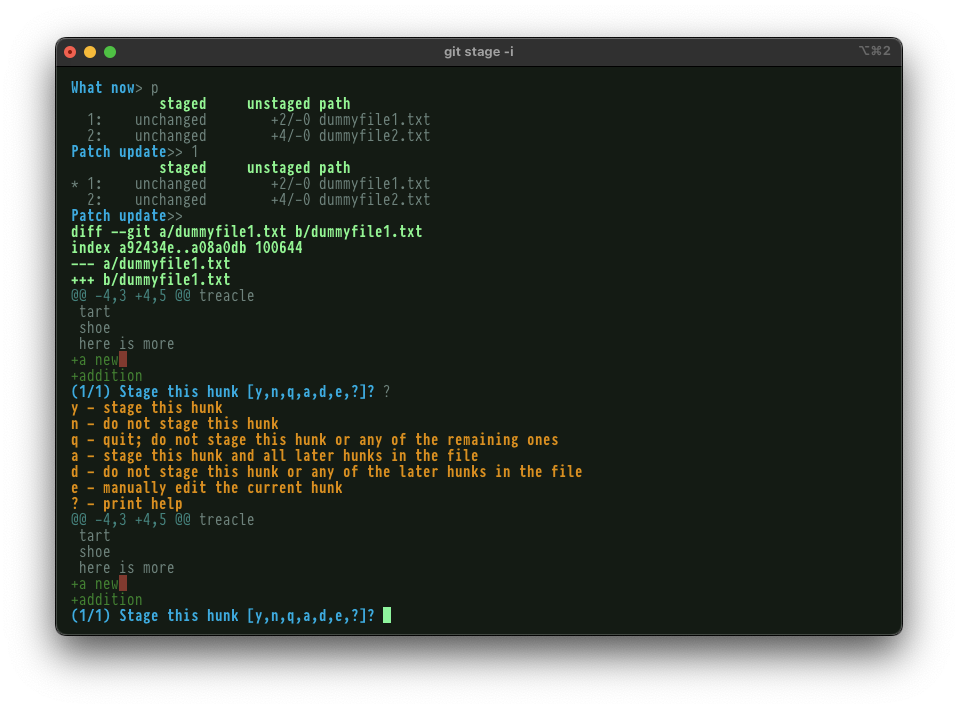 git stage -i
⌥⌘2
What now> p
staged unstaged path
1: unchanged +2/-0 dummyfile1.txt
2: unchanged +4/-0 dummyfile2.txt
Patch update>> 1
staged unstaged path
* 1: unchanged +2/-0 dummyfile1.txt
2: unchanged +4/-0 dummyfile2.txt
Patch update>>
diff --git a/dummyfile1.txt b/dummyfile1.txt
index a92434e..a08a0db 100644
--- a/dummyfile1.txt
+++ b/dummyfile1.txt
@@ -4,3 +4,5 @@ treacle
tart
shoe
here is more
+a new
+addition
(1/1) Stage this hunk [y,n,q,a,d,e,?]? ?
y - stage this hunk
n - do not stage this hunk
q - quit; do not stage this hunk or any of the remaining ones
a - stage this hunk and all later hunks in the file
d - do not stage this hunk or any of the later hunks in the file
e - manually edit the current hunk
? - print help
@@ -4,3 +4,5 @@ treacle
tart
shoe
here is more
+a new
+addition
(1/1) Stage this hunk [y,n,q,a,d,e,?]?